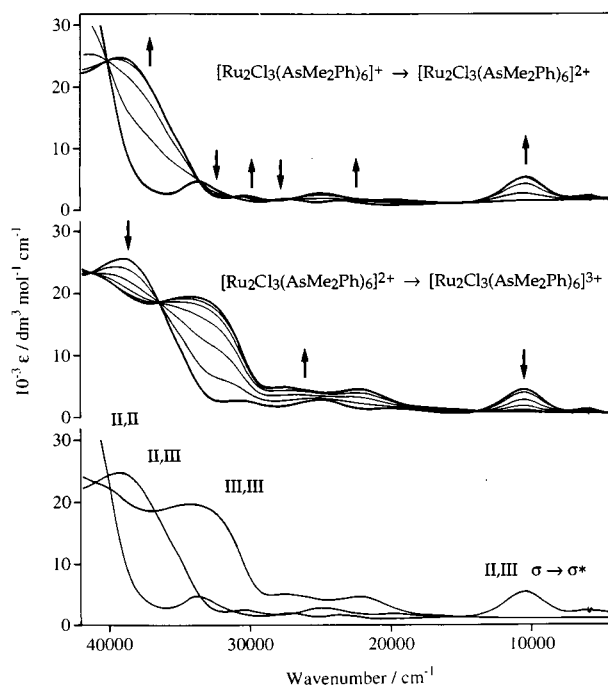 30
[Ru₂Cl₃(AsMe₂Ph)₆]⁺ → [Ru₂Cl₃(AsMe₂Ph)₆]²⁺
20
10
0
30
[Ru₂Cl₃(AsMe₂Ph)₆]²⁺ → [Ru₂Cl₃(AsMe₂Ph)₆]³⁺
20
10
0
10⁻³ ε / dm³ mol⁻¹ cm⁻¹
30
II,II
II,III
III,III
20
10
II,III σ → σ*
0
40000 30000 20000 10000
Wavenumber / cm⁻¹